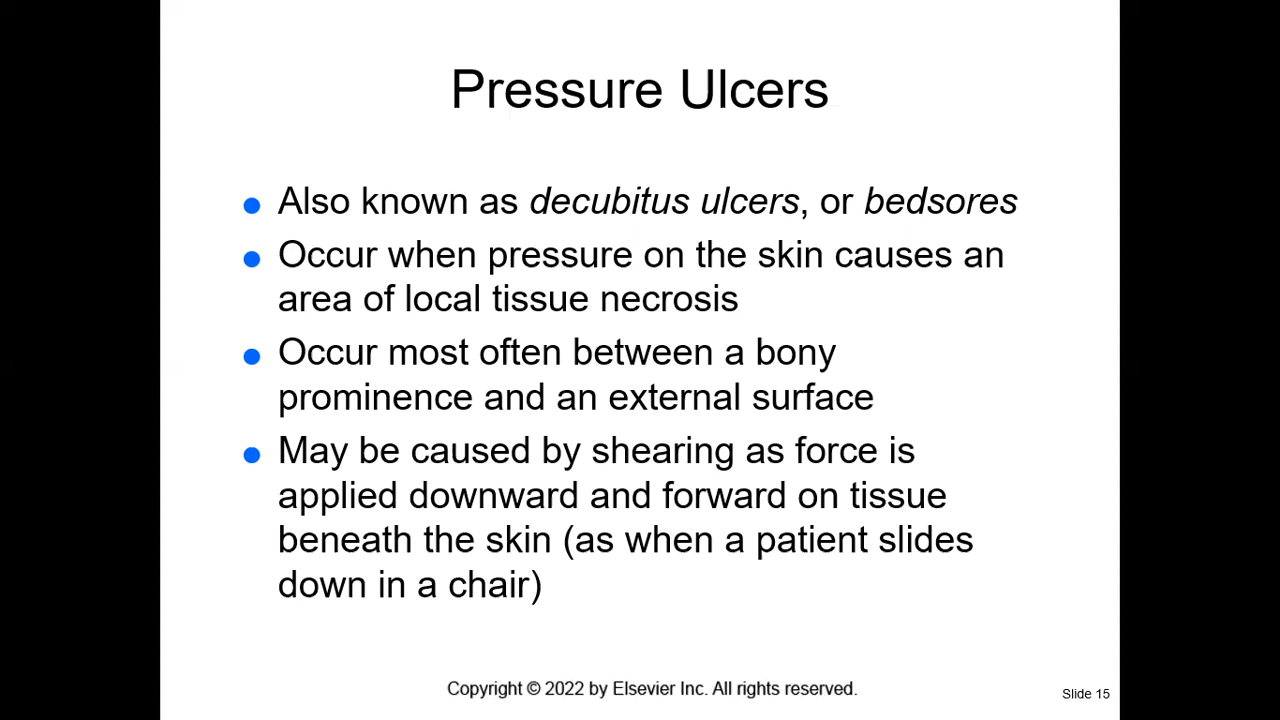 Pressure Ulcers
● Also known as decubitus ulcers, or bedsores
● Occur when pressure on the skin causes an
area of local tissue necrosis
● Occur most often between a bony
prominence and an external surface
● May be caused by shearing as force is
applied downward and forward on tissue
beneath the skin (as when a patient slides
down in a chair)
Copyright © 2022 by Elsevier Inc. All rights reserved.
Slide 15